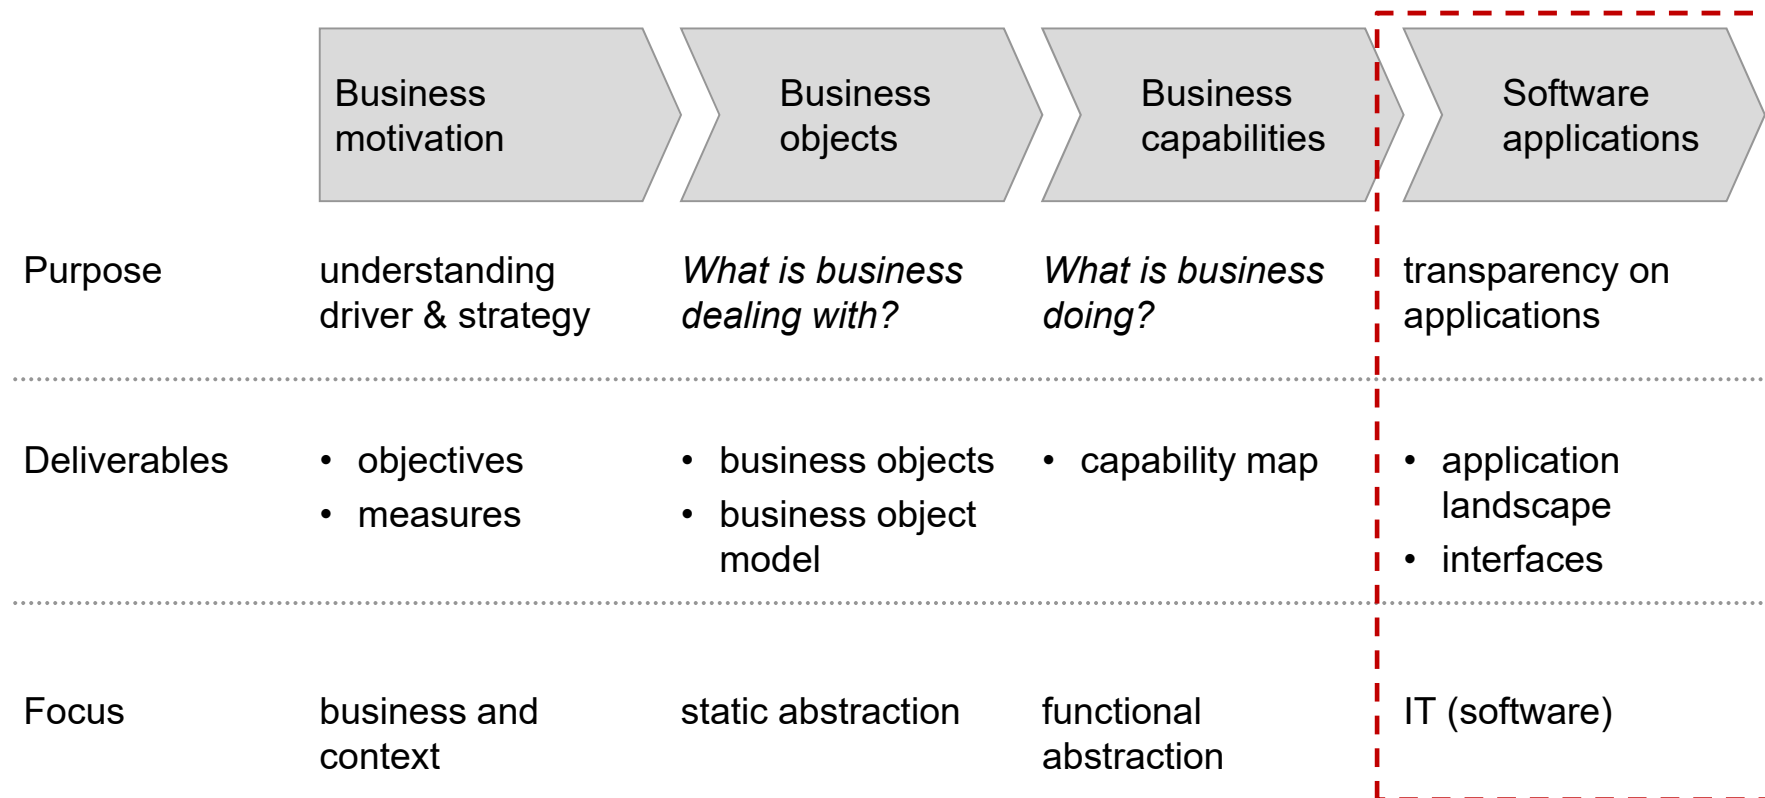 Business
motivation
Business
objects
Business
capabilities
Software
applications
Purpose
understanding
driver & strategy
What is business
dealing with?
What is business
doing?
transparency on
applications
Deliverables
• objectives
• measures
• business objects
• business object
model
• capability map
• application
landscape
• interfaces
Focus
business and
context
static abstraction
functional
abstraction
IT (software)